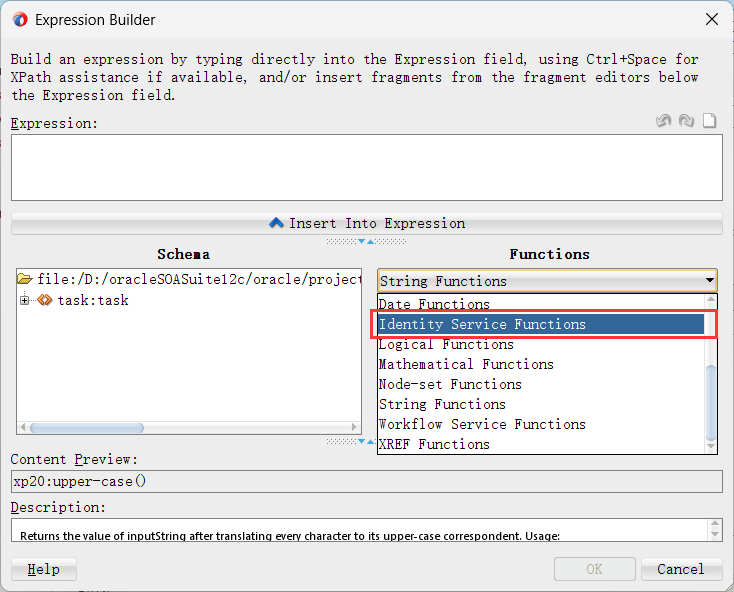 Expression Builder
Build an expression by typing directly into the Expression field, using Ctrl+Space for
XPath assistance if available, and/or insert fragments from the fragment editors below
the Expression field.
Expression:
Insert Into Expression
Schema
Functions
file:/D:/oracleSOASuite12c/oracle/project
task:task
String Functions
Date Functions
Identity Service Functions
Logical Functions
Mathematical Functions
Node-set Functions
String Functions
Workflow Service Functions
XREF Functions
Content Preview:
xp20:upper-case()
Description:
Returns the value of inputString after translating every character to its upper-case correspondent. Usage:
Help
OK
Cancel